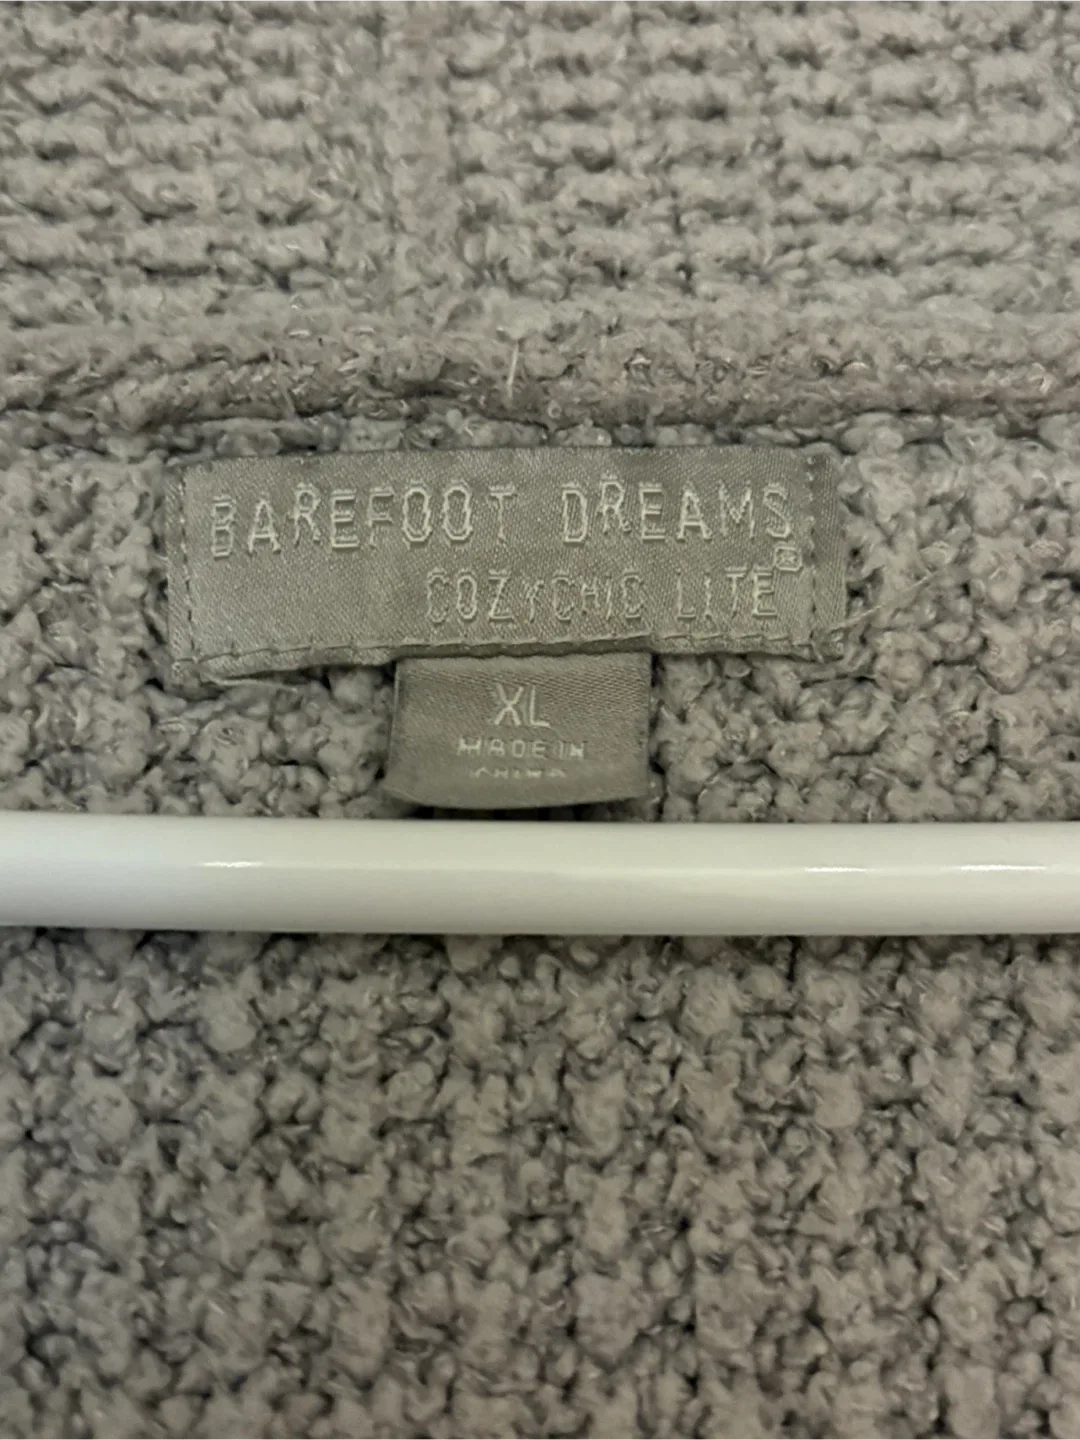 BAREFOOT DREAMS
COZYCHIC LITE®
XL
MADE IN
CHINA